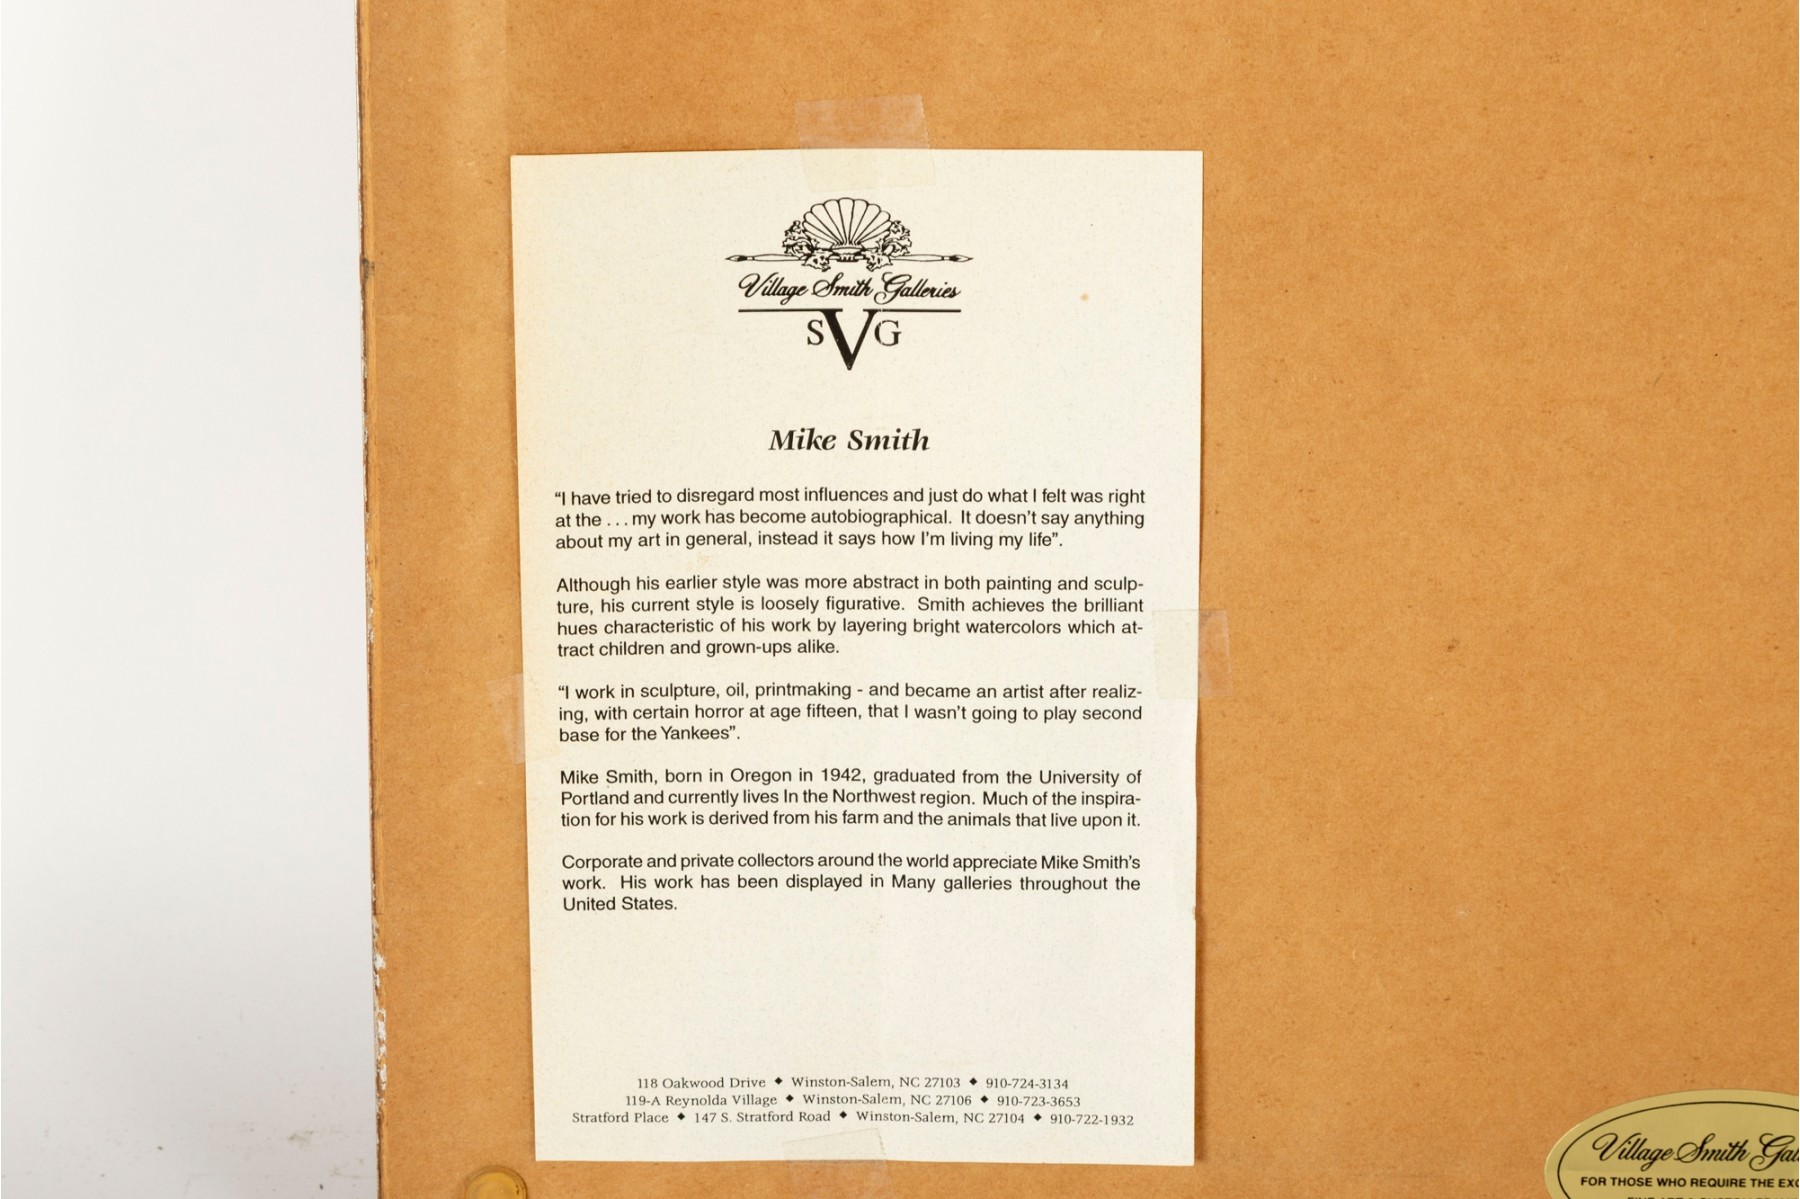 Village Smith Galleries
SVG
Mike Smith
“I have tried to disregard most influences and just do what I felt was right
at the . . . my work has become autobiographical. It doesn’t say anything
about my art in general, instead it says how I’m living my life”.
Although his earlier style was more abstract in both painting and sculp-
ture, his current style is loosely figurative. Smith achieves the brilliant
hues characteristic of his work by layering bright watercolors which at-
tract children and grown-ups alike.
“I work in sculpture, oil, printmaking - and became an artist after realiz-
ing, with certain horror at age fifteen, that I wasn’t going to play second
base for the Yankees”.
Mike Smith, born in Oregon in 1942, graduated from the University of
Portland and currently lives In the Northwest region. Much of the inspira-
tion for his work is derived from his farm and the animals that live upon it.
Corporate and private collectors around the world appreciate Mike Smith’s
work. His work has been displayed in Many galleries throughout the
United States.
118 Oakwood Drive ◆ Winston-Salem, NC 27103 ◆ 910-724-3134
119-A Reynolda Village ◆ Winston-Salem, NC 27106 ◆ 910-723-3653
Stratford Place ◆ 147 S. Stratford Road ◆ Winston-Salem, NC 27104 ◆ 910-722-1932
Village Smith Gal
FOR THOSE WHO REQUIRE THE EXC